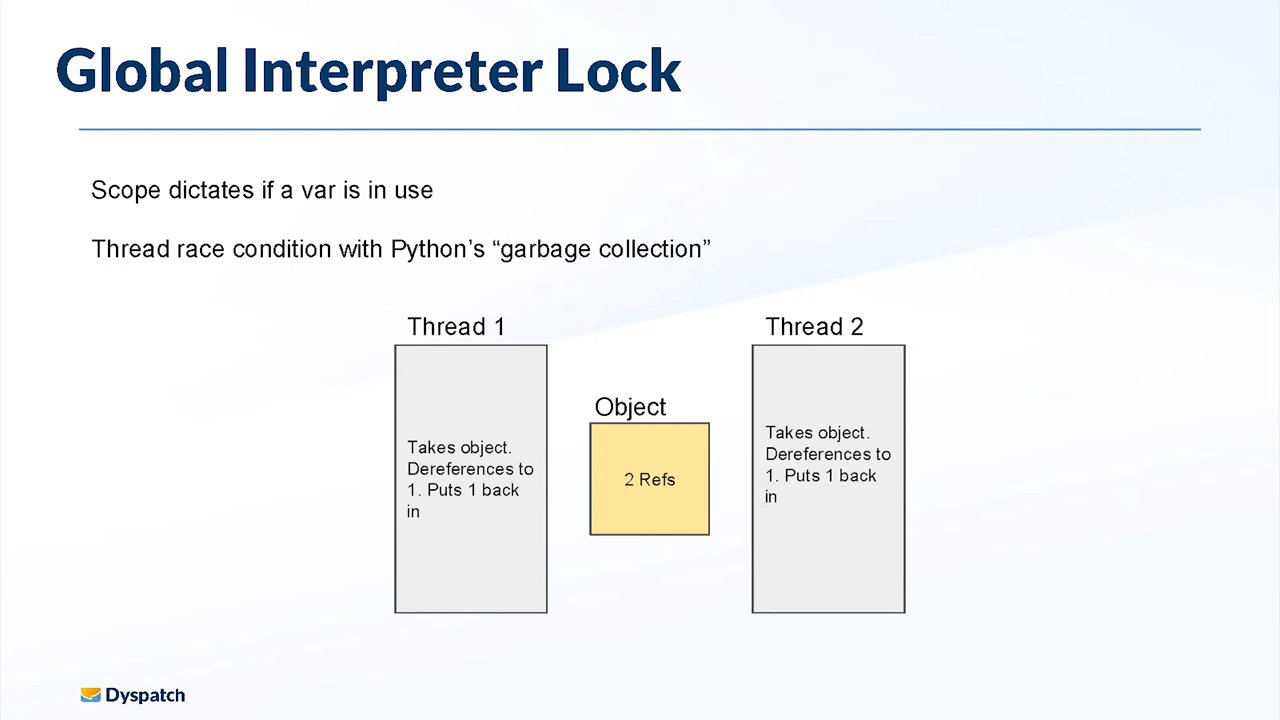 Global Interpreter Lock
Scope dictates if a var is in use
Thread race condition with Python’s “garbage collection”
Thread 1
Takes object.
Dereferences to
1. Puts 1 back
in
Object
2 Refs
Thread 2
Takes object.
Dereferences to
1. Puts 1 back
in
Dyspatch